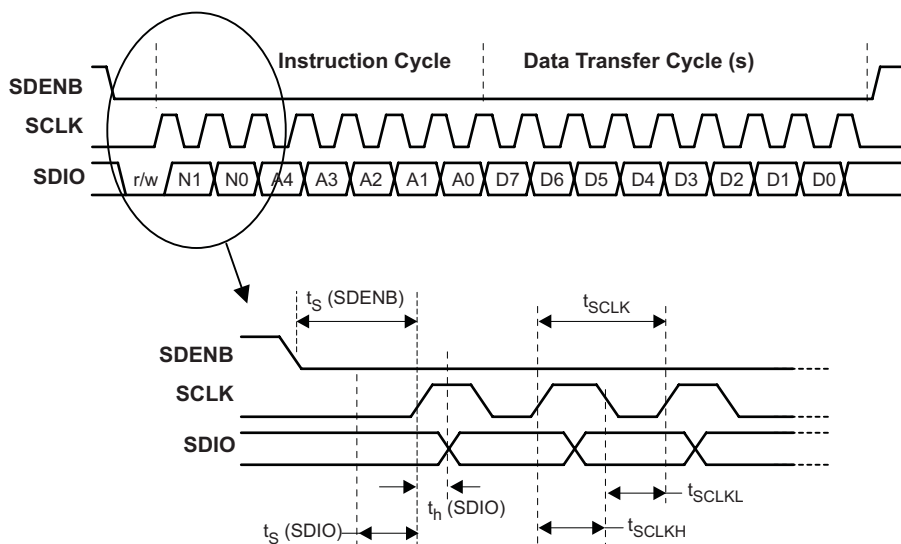 Instruction Cycle Data Transfer Cycle (s)
SDENB
SCLK
SDIO r/w N1 N0 A4 A3 A2 A1 A0 D7 D6 D5 D4 D3 D2 D1 D0
tS (SDENB) tSCLK
SDENB
SCLK
SDIO
th (SDIO) tSCLKL
tS (SDIO) tSCLKH